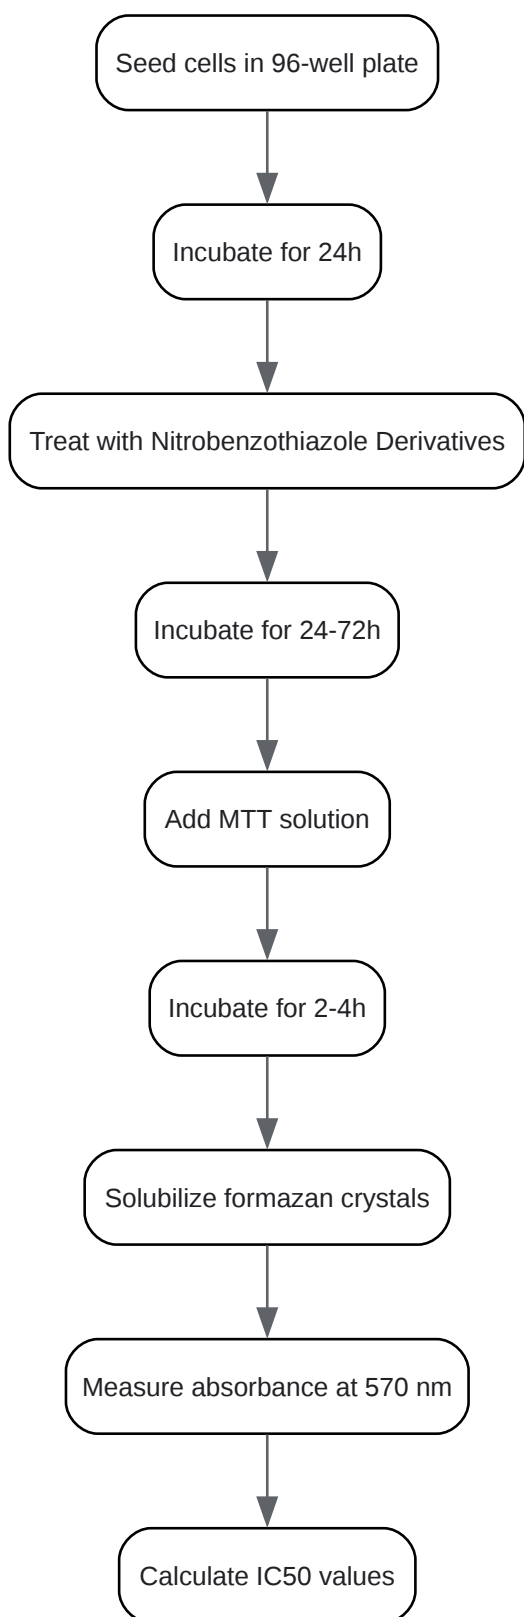 Seed cells in 96-well plate
Incubate for 24h
Treat with Nitrobenzothiazole Derivatives
Incubate for 24-72h
Add MTT solution
Incubate for 2-4h
Solubilize formazan crystals
Measure absorbance at 570 nm
Calculate IC50 values